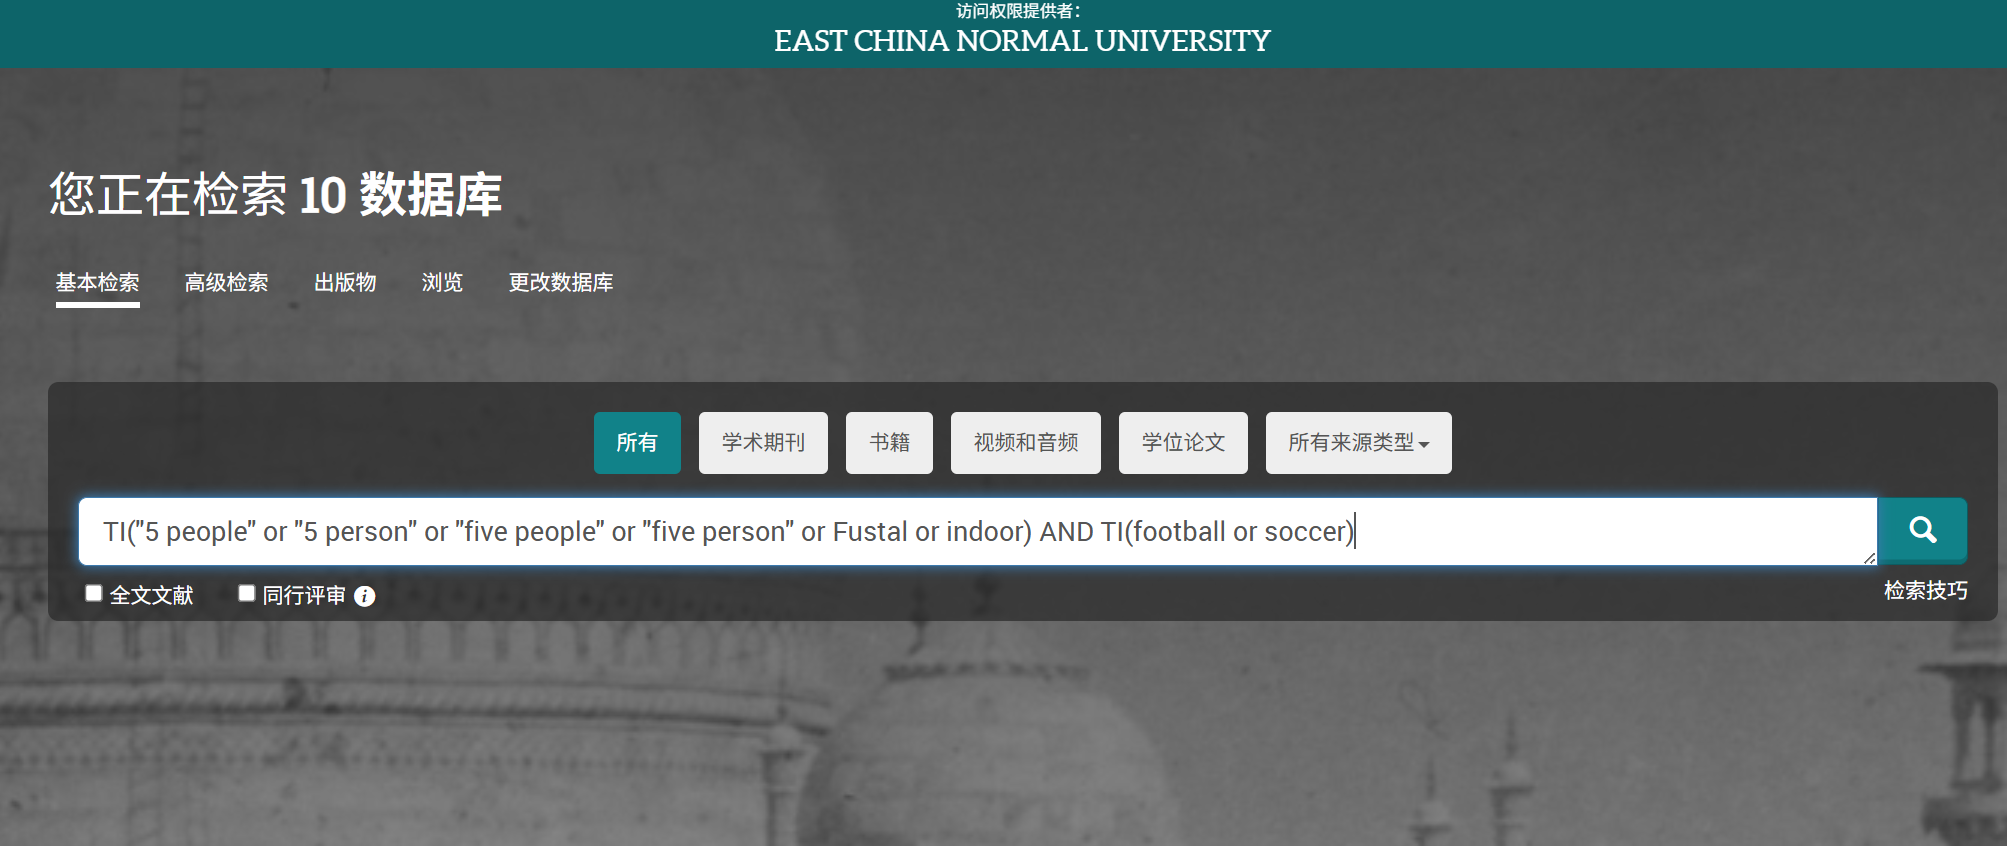 访问权限提供者：
EAST CHINA NORMAL UNIVERSITY
您正在检索 10 数据库
基本检索 高级检索 出版物 浏览 更改数据库
所有 学术期刊 书籍 视频和音频 学位论文 所有来源类型
TI("5 people" or "5 person" or "five people" or "five person" or Fustal or indoor) AND TI(football or soccer)
全文文献 同行评审 i
检索技巧